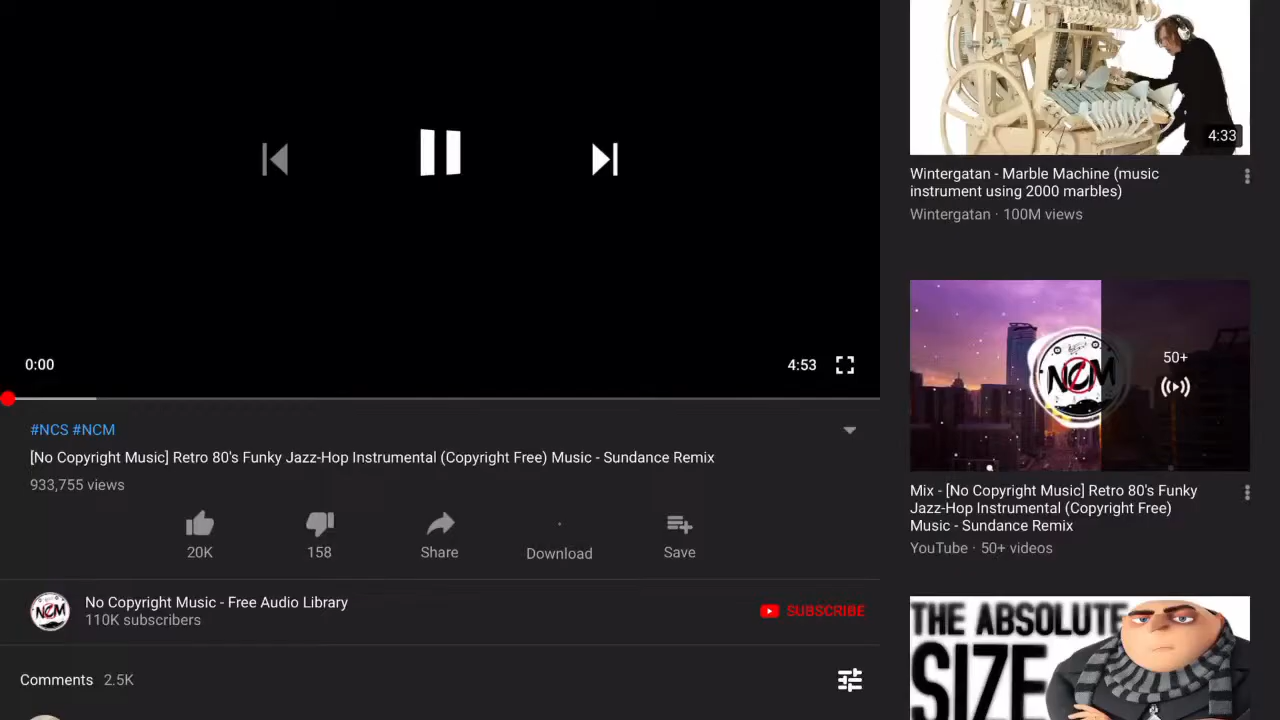 0:00
4:53
#NCS #NCM
[No Copyright Music] Retro 80's Funky Jazz-Hop Instrumental (Copyright Free) Music - Sundance Remix
933,755 views
20K
158
Share
Download
Save
NCM
No Copyright Music - Free Audio Library
110K subscribers
SUBSCRIBE
Comments 2.5K
4:33
Wintergatan - Marble Machine (music
instrument using 2000 marbles)
Wintergatan · 100M views
NCM
50+
Mix - [No Copyright Music] Retro 80's Funky
Jazz-Hop Instrumental (Copyright Free)
Music - Sundance Remix
YouTube · 50+ videos
THE ABSOLUTE
SIZE